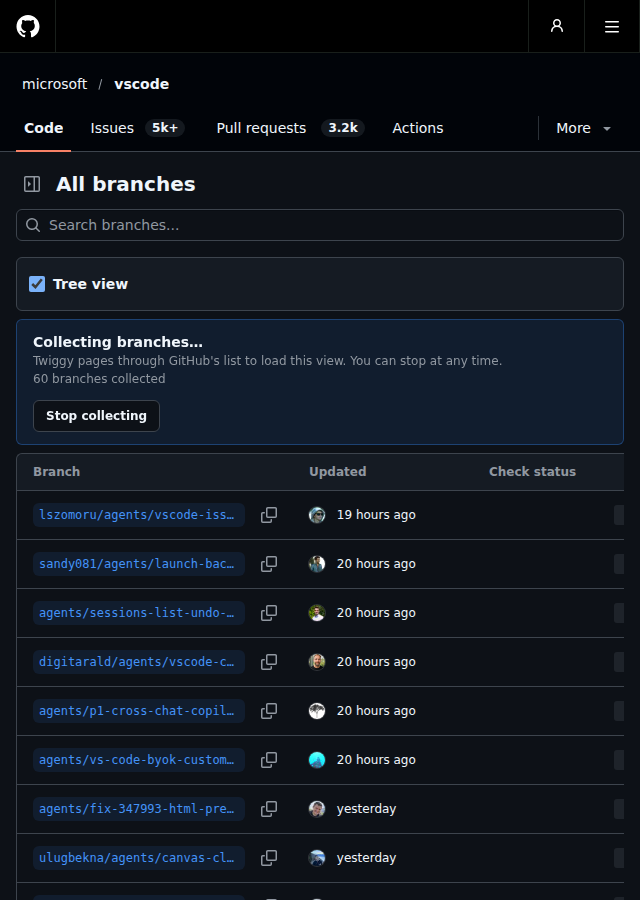 microsoft / vscode
Code Issues 5k+ Pull requests 3.2k Actions More
All branches
Search branches...
Tree view
Collecting branches…
Twiggy pages through GitHub's list to load this view. You can stop at any time.
60 branches collected
Stop collecting
Branch Updated Check status
lszomoru/agents/vscode-iss… 19 hours ago
sandy081/agents/launch-bac… 20 hours ago
agents/sessions-list-undo-… 20 hours ago
digitarald/agents/vscode-c… 20 hours ago
agents/p1-cross-chat-copil… 20 hours ago
agents/vs-code-byok-custom… 20 hours ago
agents/fix-347993-html-pre… yesterday
ulugbekna/agents/canvas-cl… yesterday